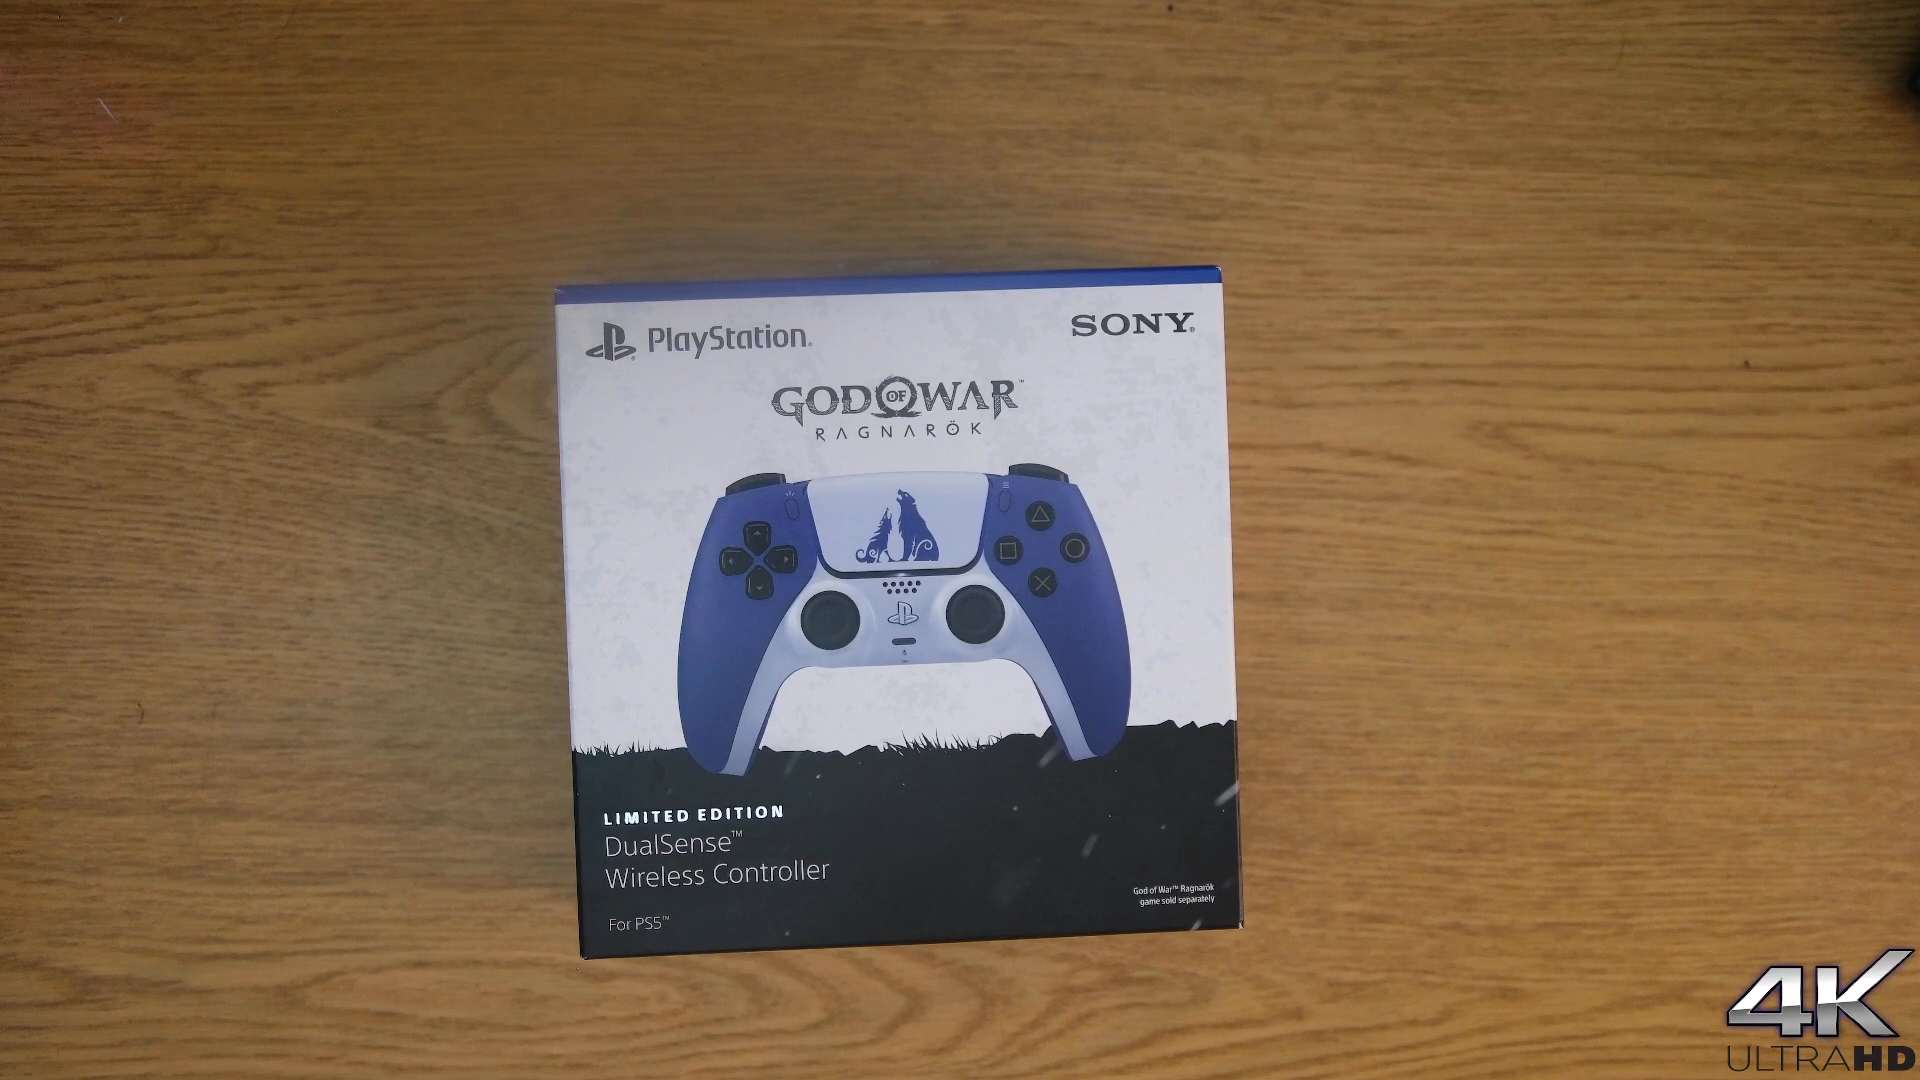 PlayStation®
SONY®
GOD OF WAR™
RAGNARÖK
LIMITED EDITION
DualSense™
Wireless Controller
For PS5™
God of War™ Ragnarök
game sold separately
4K
ULTRAHD